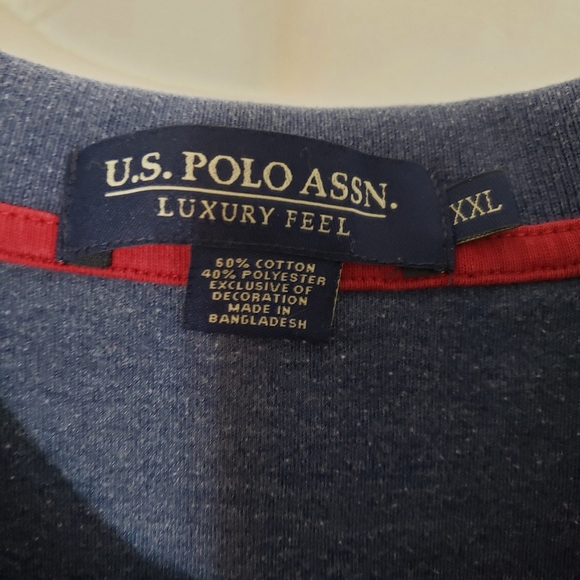 U.S. POLO ASSN.
LUXURY FEEL
XXL
60% COTTON
40% POLYESTER
EXCLUSIVE OF
DECORATION
MADE IN
BANGLADESH